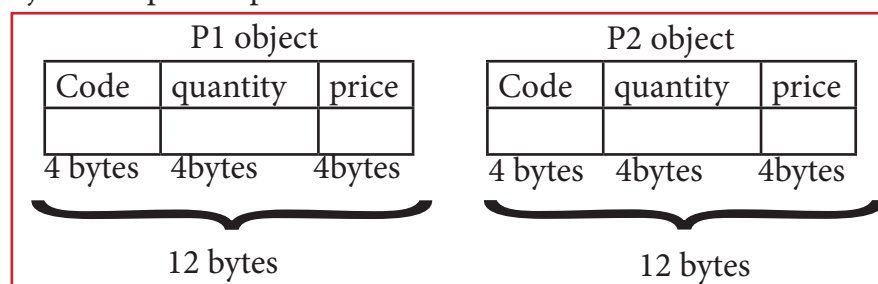 P1 object P2 object
Code quantity price Code quantity price
4 bytes 4bytes 4bytes 4 bytes 4bytes 4bytes
12 bytes 12 bytes